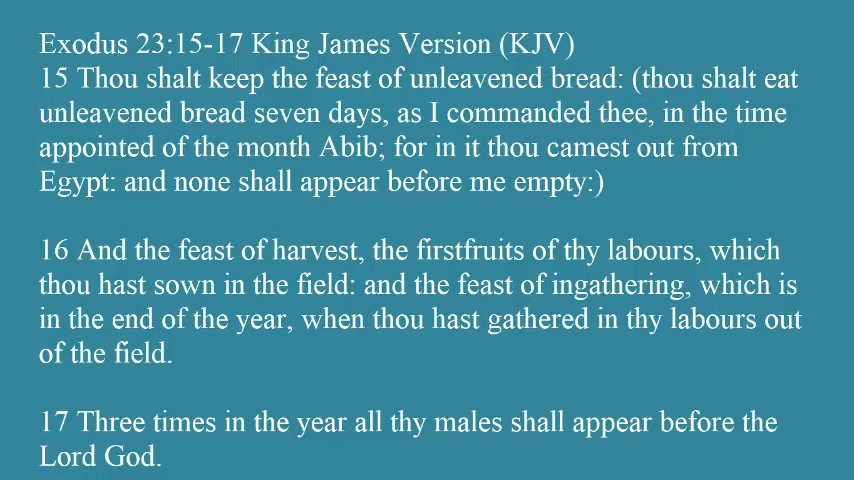 Exodus 23:15-17 King James Version (KJV)
15 Thou shalt keep the feast of unleavened bread: (thou shalt eat
unleavened bread seven days, as I commanded thee, in the time
appointed of the month Abib; for in it thou camest out from
Egypt: and none shall appear before me empty:)
16 And the feast of harvest, the firstfruits of thy labours, which
thou hast sown in the field: and the feast of ingathering, which is
in the end of the year, when thou hast gathered in thy labours out
of the field.
17 Three times in the year all thy males shall appear before the
Lord God.